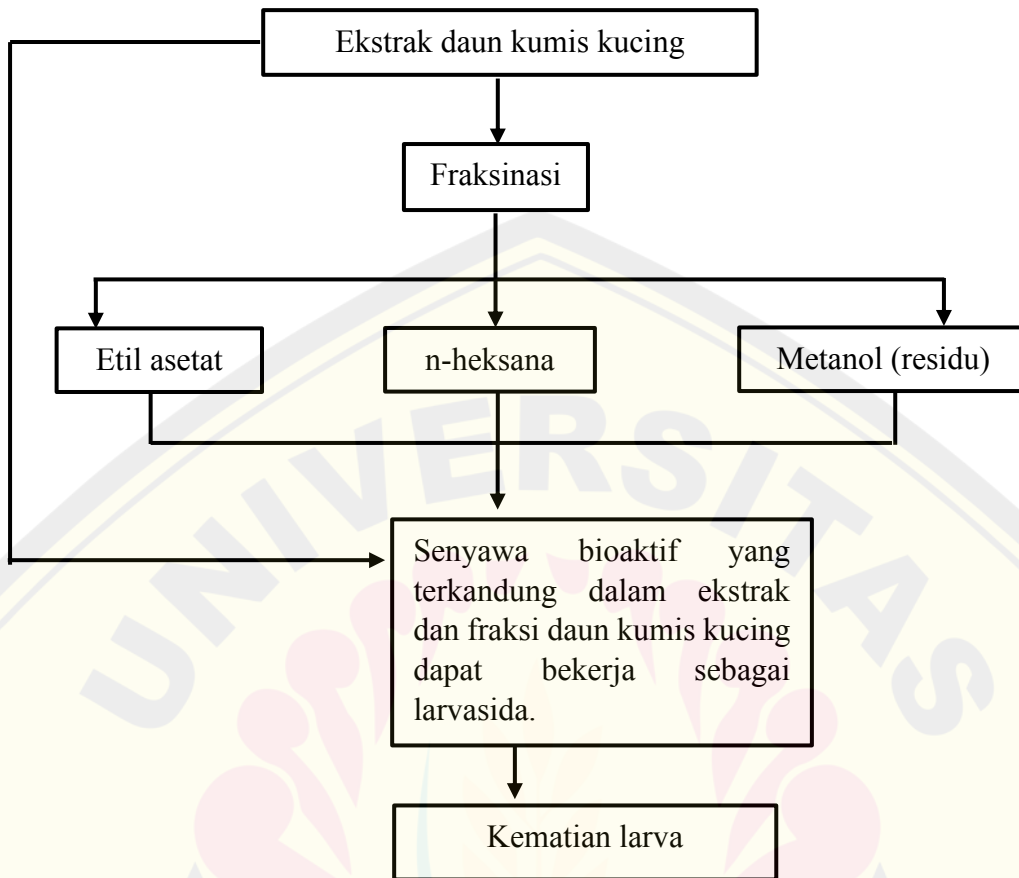 Ekstrak daun kumis kucing
Fraksinasi
Etil asetat
n-heksana
Metanol (residu)
UNIVERSITAS
Senyawa bioaktif yang
terkandung dalam ekstrak
dan fraksi daun kumis kucing
dapat bekerja sebagai
larvasida.
Kematian larva